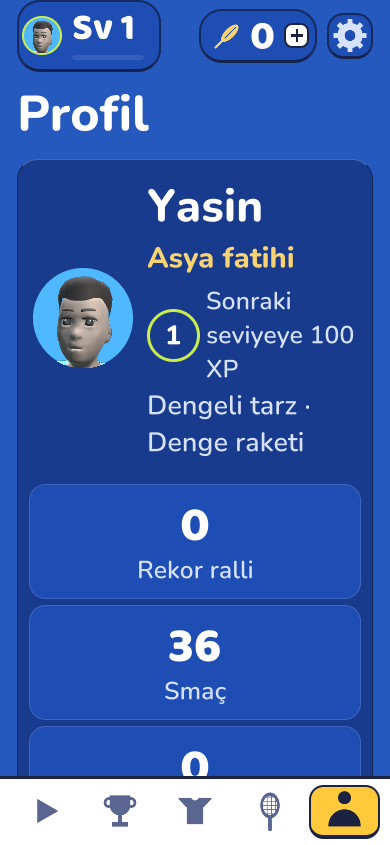 Sv 1
0
Profil
Yasin
Asya fatihi
1
Sonraki
seviyeye 100
XP
Dengeli tarz ·
Denge raketi
0
Rekor ralli
36
Smaç
0